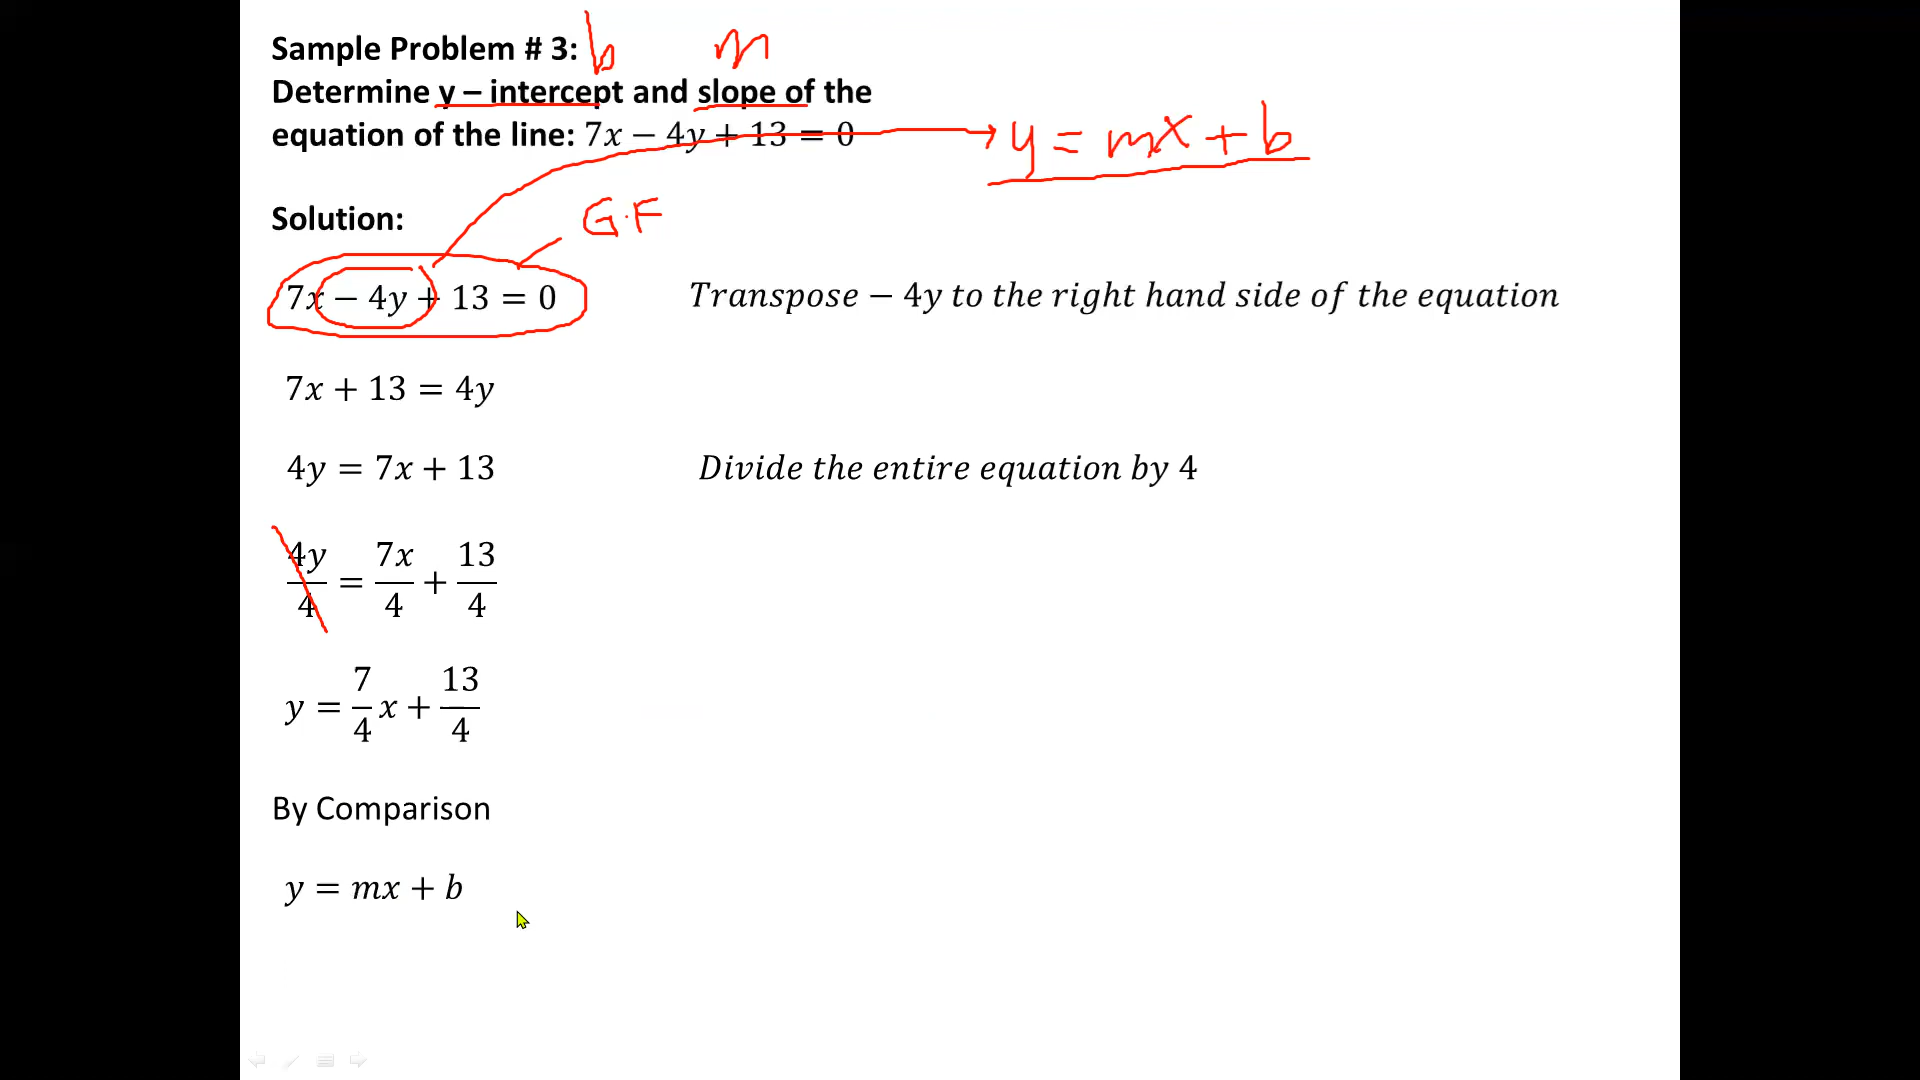 Sample Problem # 3: b m
Determine y – intercept and slope of the
equation of the line: 7x − 4y + 13 = 0 → y = mx + b
Solution: G.F
7x − 4y + 13 = 0 Transpose − 4y to the right hand side of the equation
7x + 13 = 4y
4y = 7x + 13 Divide the entire equation by 4
4y/4 = 7x/4 + 13/4
y = 7/4 x + 13/4
By Comparison
y = mx + b